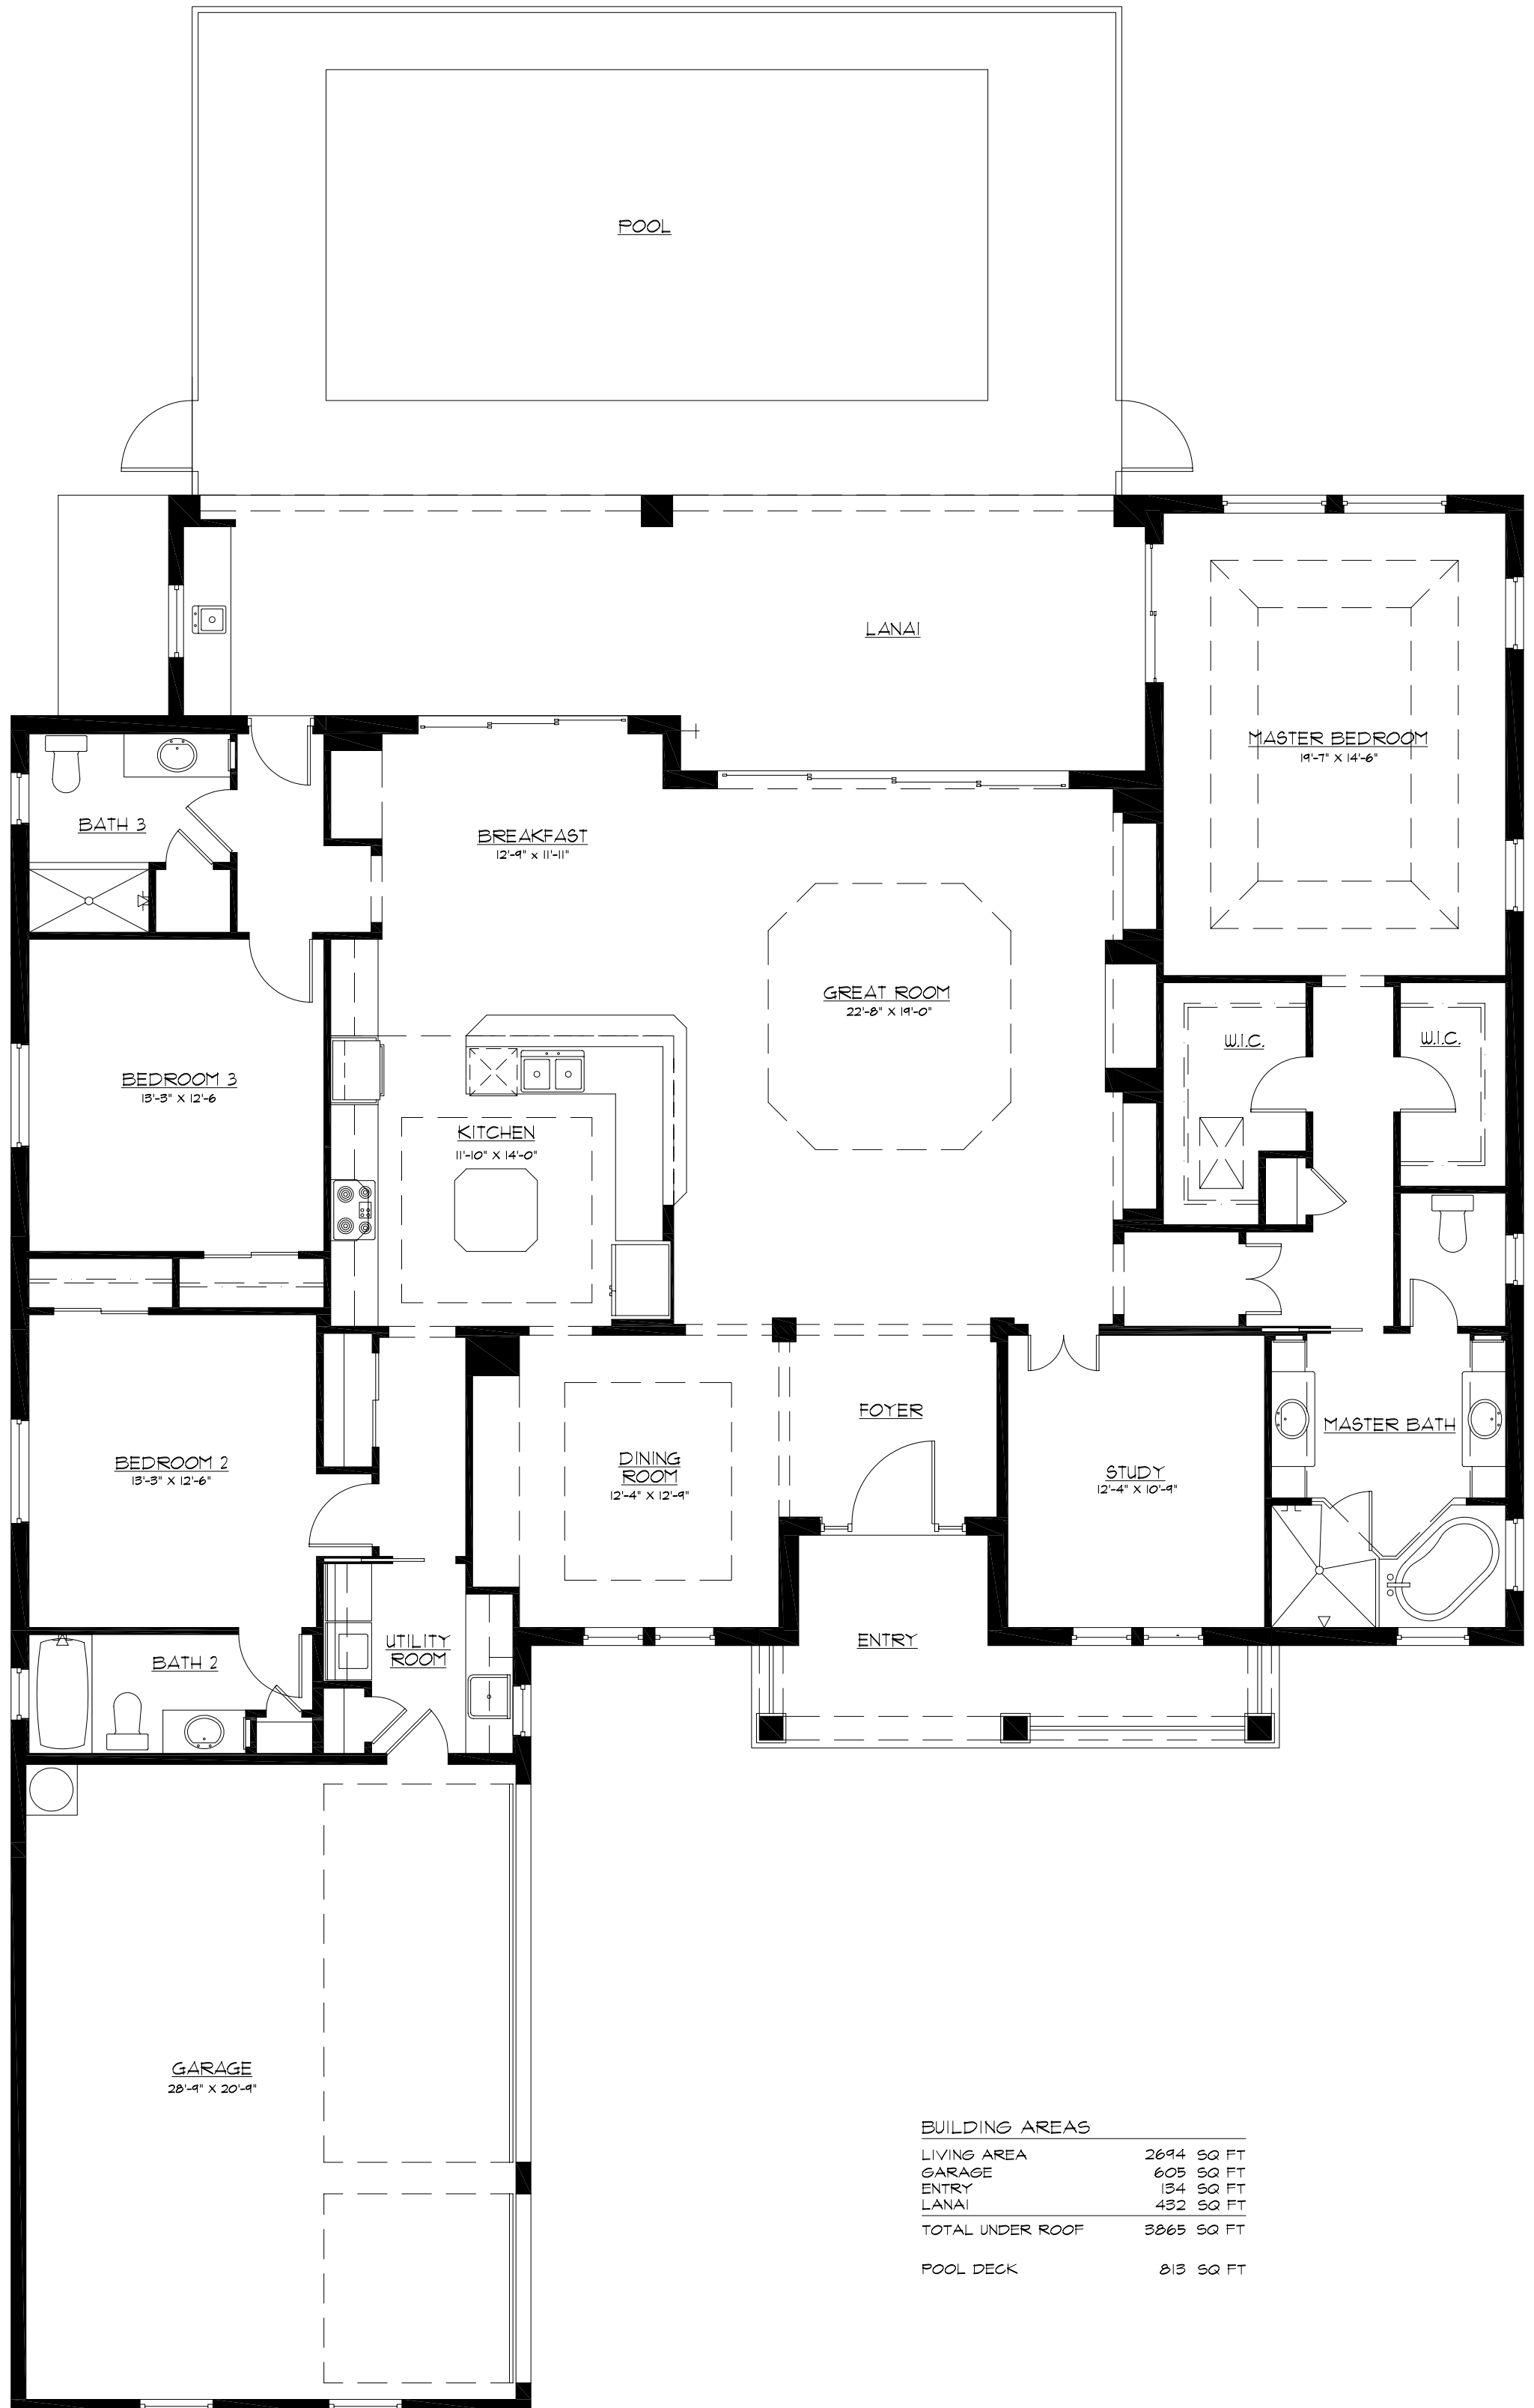 POOL
LANAI
MASTER BEDROOM
19'-7" X 14'-6"
BATH 3
BREAKFAST
12'-9" x 11'-11"
GREAT ROOM
22'-8" X 19'-0"
W.I.C.
W.I.C.
BEDROOM 3
13'-3" X 12'-6
KITCHEN
11'-10" X 14'-0"
FOYER
MASTER BATH
BEDROOM 2
13'-3" X 12'-6"
DINING
ROOM
12'-4" X 12'-9"
STUDY
12'-4" X 10'-9"
UTILITY
ROOM
ENTRY
BATH 2
GARAGE
28'-9" X 20'-9"
BUILDING AREAS
LIVING AREA 2694 SQ FT
GARAGE 605 SQ FT
ENTRY 134 SQ FT
LANAI 432 SQ FT
TOTAL UNDER ROOF 3865 SQ FT
POOL DECK 813 SQ FT